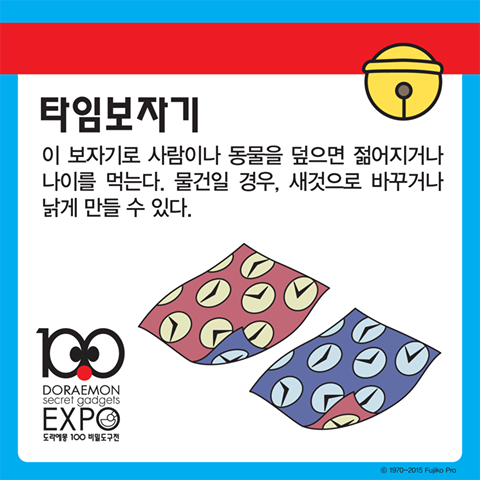 타임보자기
이 보자기로 사람이나 동물을 덮으면 젊어지거나
나이를 먹는다. 물건일 경우, 새것으로 바꾸거나
낡게 만들 수 있다.
100
DORAEMON
secret gadgets
EXPO
도라에몽 100 비밀도구전
© 1970~2015 Fujiko Pro